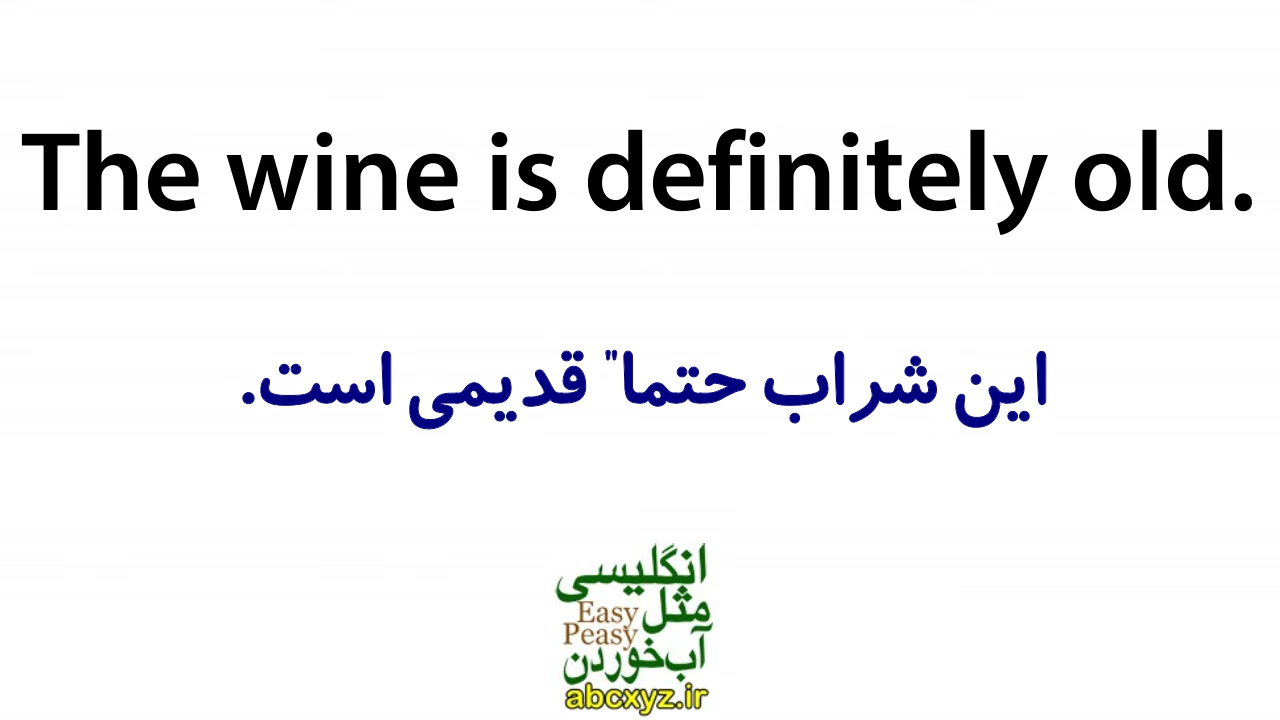 The wine is definitely old.
این شراب حتما" قدیمی است.
انگلیسی
مثل
Easy
Peasy
آب خوردن
abcxyz.ir